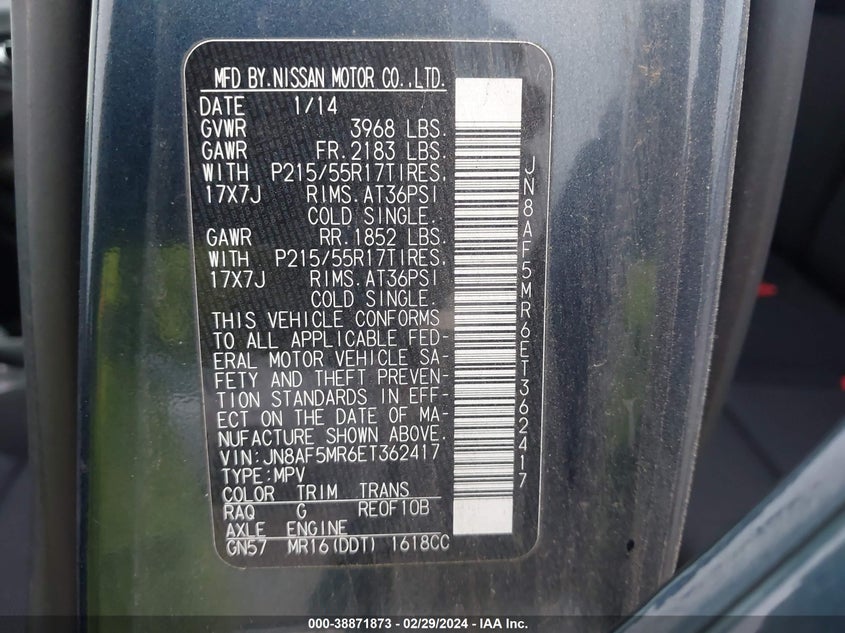 MFD BY.NISSAN MOTOR CO.,LTD.
DATE 1/14
GVWR 3968 LBS.
GAWR FR.2183 LBS.
WITH P215/55R17TIRES,
17X7J RIMS.AT36PSI
COLD SINGLE.
GAWR RR.1852 LBS.
WITH P215/55R17TIRES,
17X7J RIMS.AT36PSI
COLD SINGLE.
THIS VEHICLE CONFORMS
TO ALL APPLICABLE FED-
ERAL MOTOR VEHICLE SA-
FETY AND THEFT PREVEN-
TION STANDARDS IN EFF-
ECT ON THE DATE OF MA-
NUFACTURE SHOWN ABOVE.
VIN:JN8AF5MR6ET362417
TYPE:MPV
COLOR TRIM TRANS
RAQ G RE0F10B
AXLE ENGINE
GN57 MR16(DDT) 1618CC
JN8AF5MR6ET362417
000-38871873 - 02/29/2024 - IAA Inc.